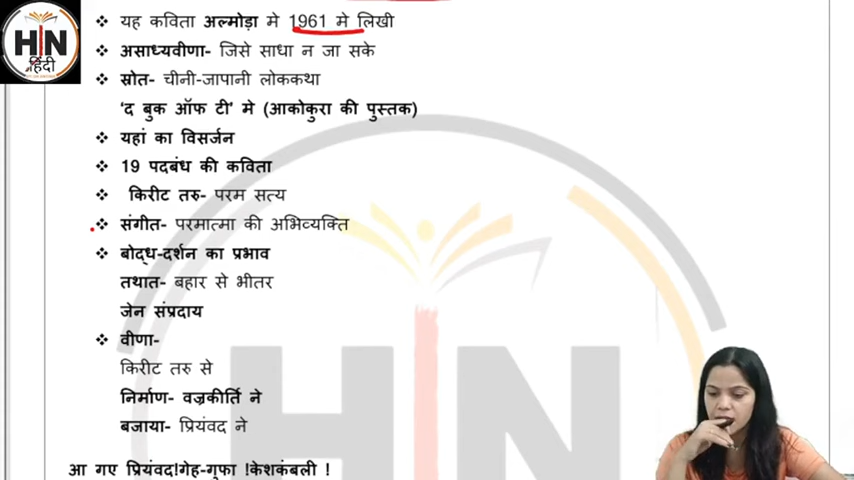 ❖ यह कविता अल्मोड़ा मे 1961 मे लिखी
HIN
हिंदी
❖ असाध्यवीणा- जिसे साधा न जा सके
❖ स्रोत- चीनी-जापानी लोककथा
‘द बुक ऑफ टी’ मे (आकोकुरा की पुस्तक)
❖ यहां का विसर्जन
❖ 19 पदबंध की कविता
❖ किरीट तरु- परम सत्य
❖ संगीत- परमात्मा की अभिव्यक्ति
❖ बोद्ध-दर्शन का प्रभाव
तथात- बहार से भीतर
जेन संप्रदाय
❖ वीणा-
किरीट तरु से
निर्माण- वज्रकीर्ति ने
बजाया- प्रियंवद ने
आ गए प्रियंवद!गेह-गुफा !केशकंबली !
HIN